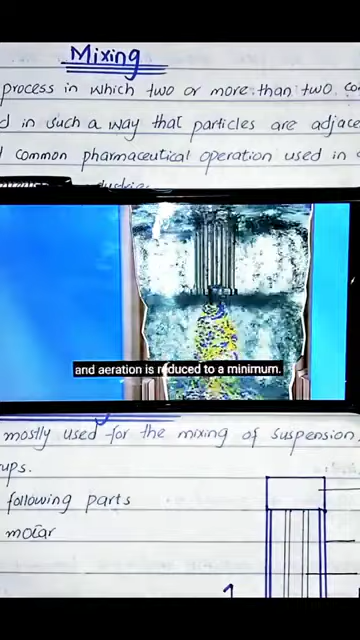 Mixing
process in which two or more than two
d in such a way that particles are
common pharmaceutical operation used in
and aeration is reduced to a minimum.
mostly used for the mixing of suspension
ups.
following parts
motar